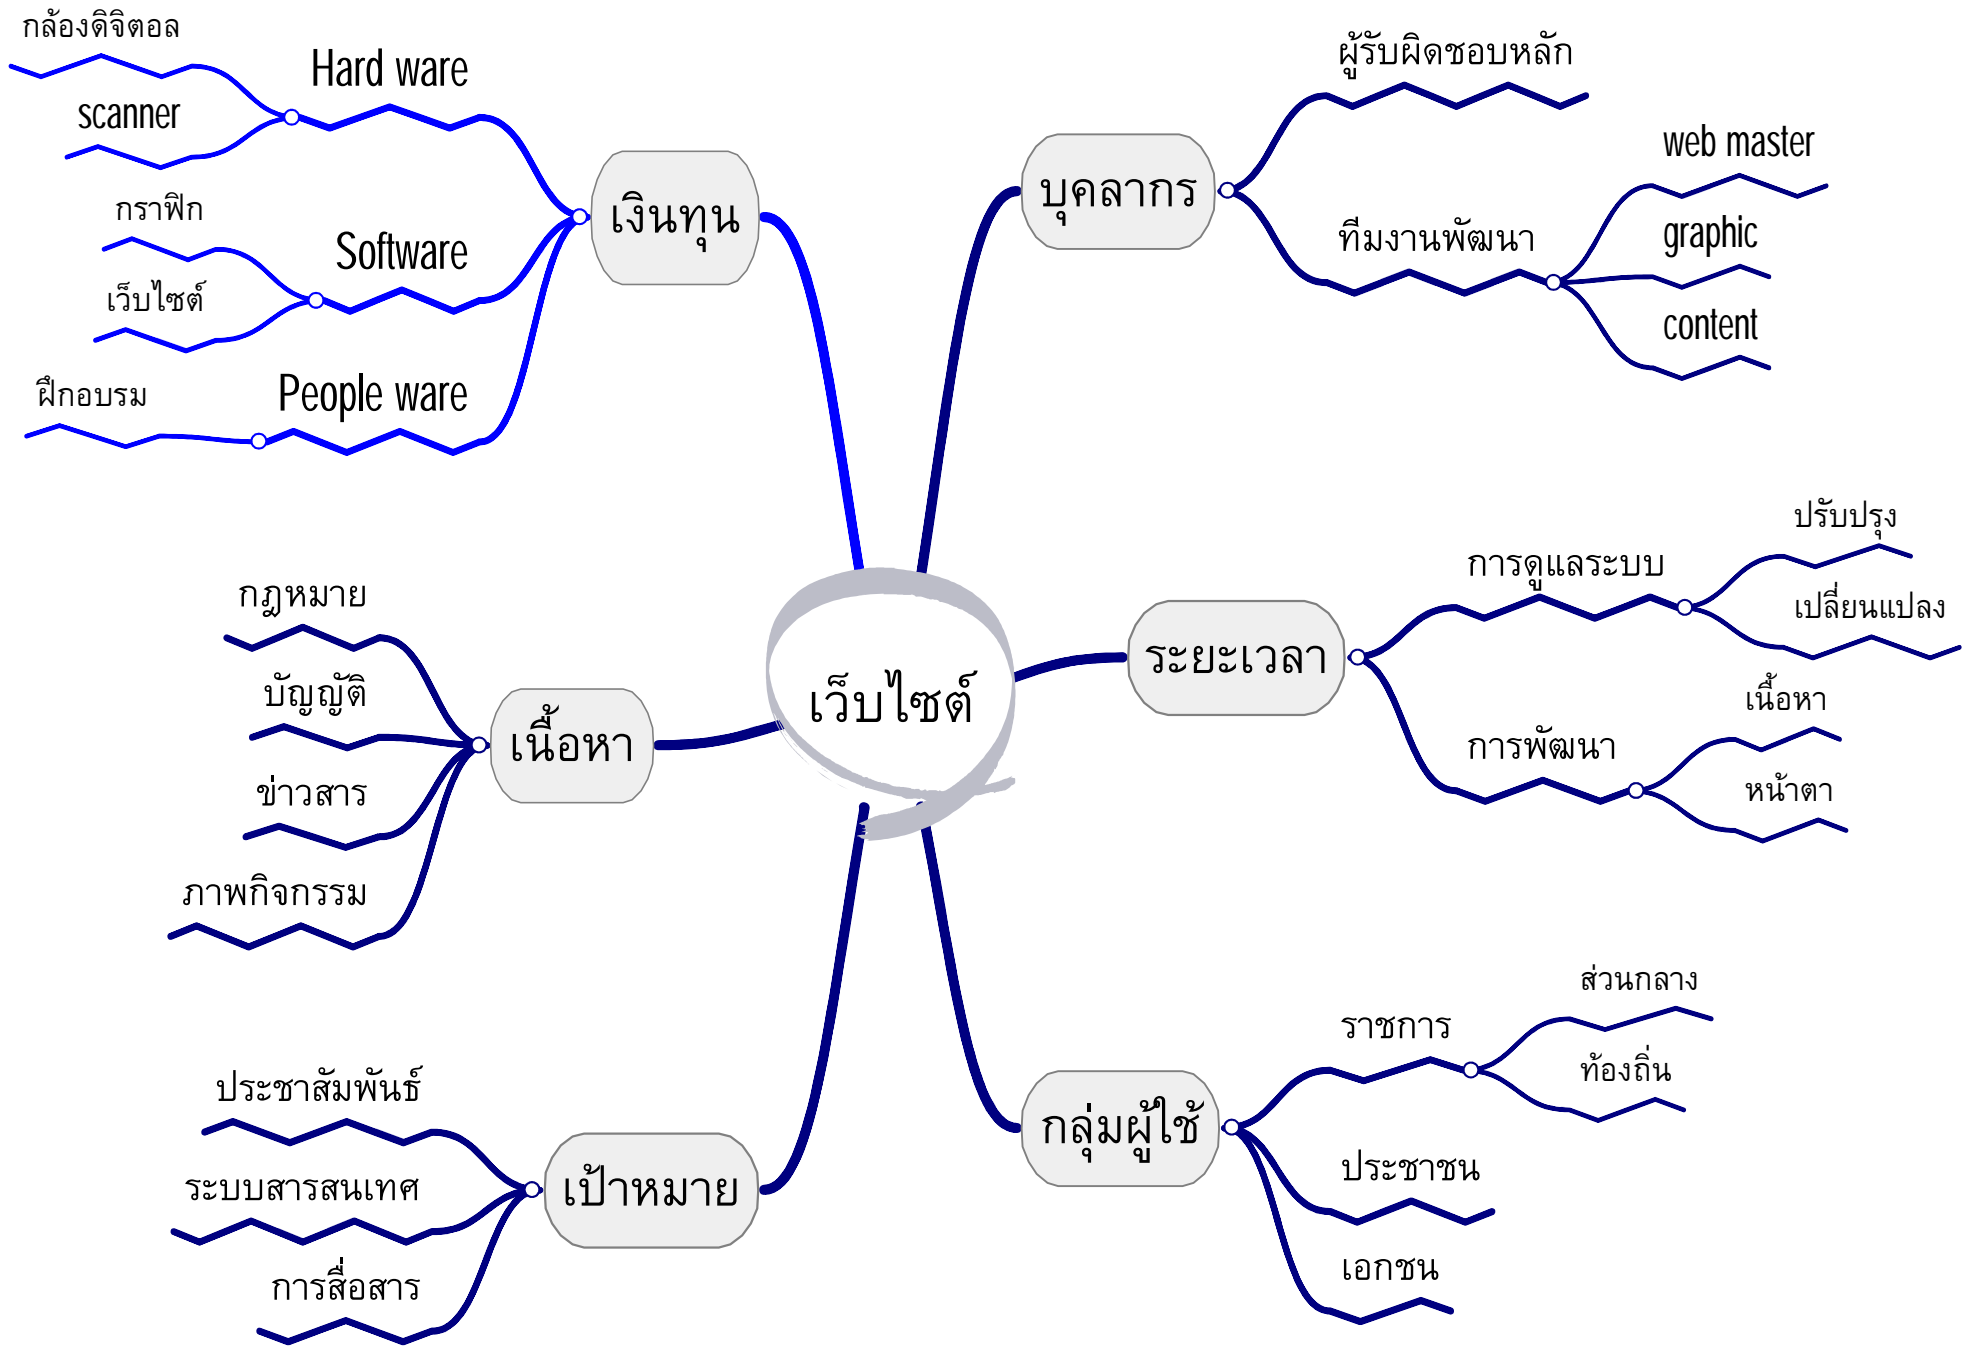 เว็บไซต์
บุคลากร
ผู้รับผิดชอบหลัก
ทีมงานพัฒนา
web master
graphic
content
ระยะเวลา
การดูแลระบบ
ปรับปรุง
เปลี่ยนแปลง
การพัฒนา
เนื้อหา
หน้าตา
กลุ่มผู้ใช้
ราชการ
ส่วนกลาง
ท้องถิ่น
ประชาชน
เอกชน
เป้าหมาย
ประชาสัมพันธ์
ระบบสารสนเทศ
การสื่อสาร
เนื้อหา
กฎหมาย
บัญญัติ
ข่าวสาร
ภาพกิจกรรม
เงินทุน
Hard ware
กล้องดิจิตอล
scanner
Software
กราฟิก
เว็บไซต์
People ware
ฝึกอบรม